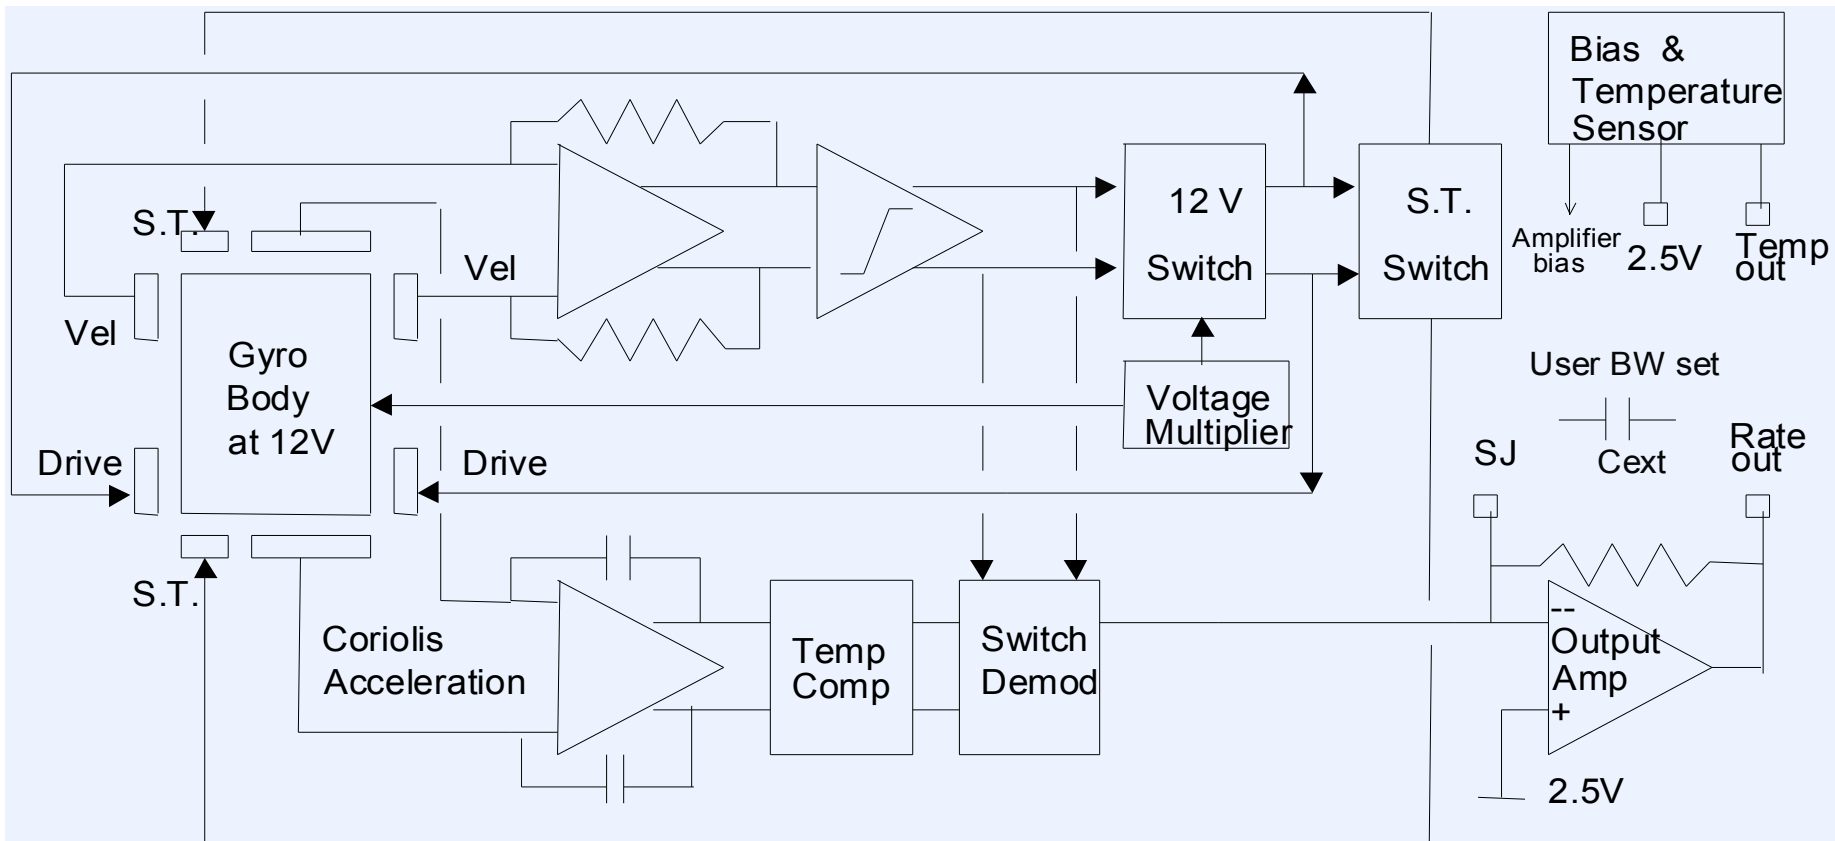 Bias &
Temperature
Sensor
12 V
Switch
S.T.
Switch
S.T.
Amplifier
bias
2.5V
Temp
out
Vel
Vel
Gyro
Body
at 12V
Voltage
Multiplier
User BW set
Cext
SJ
Rate
out
Drive
Drive
S.T.
Coriolis
Acceleration
Temp
Comp
Switch
Demod
--
Output
Amp
+
2.5V